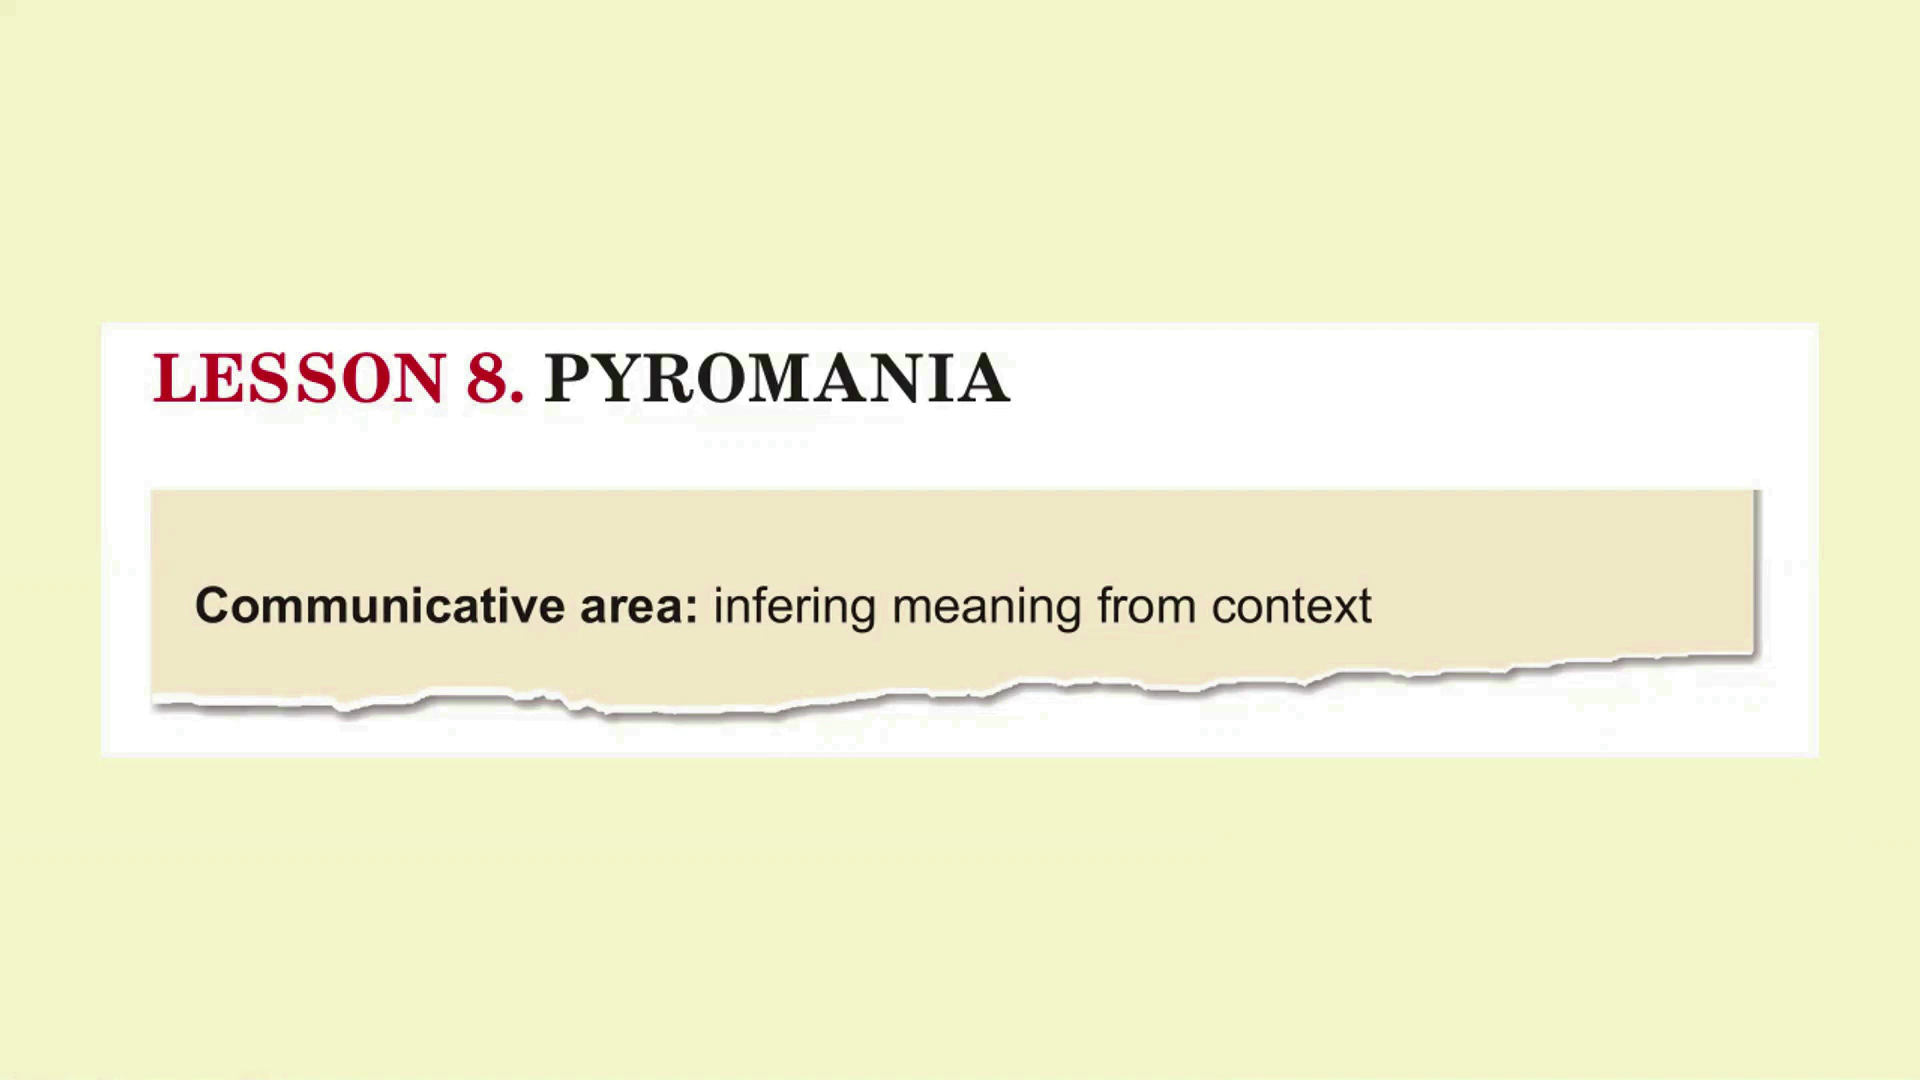 LESSON 8. PYROMANIA
Communicative area: infering meaning from context